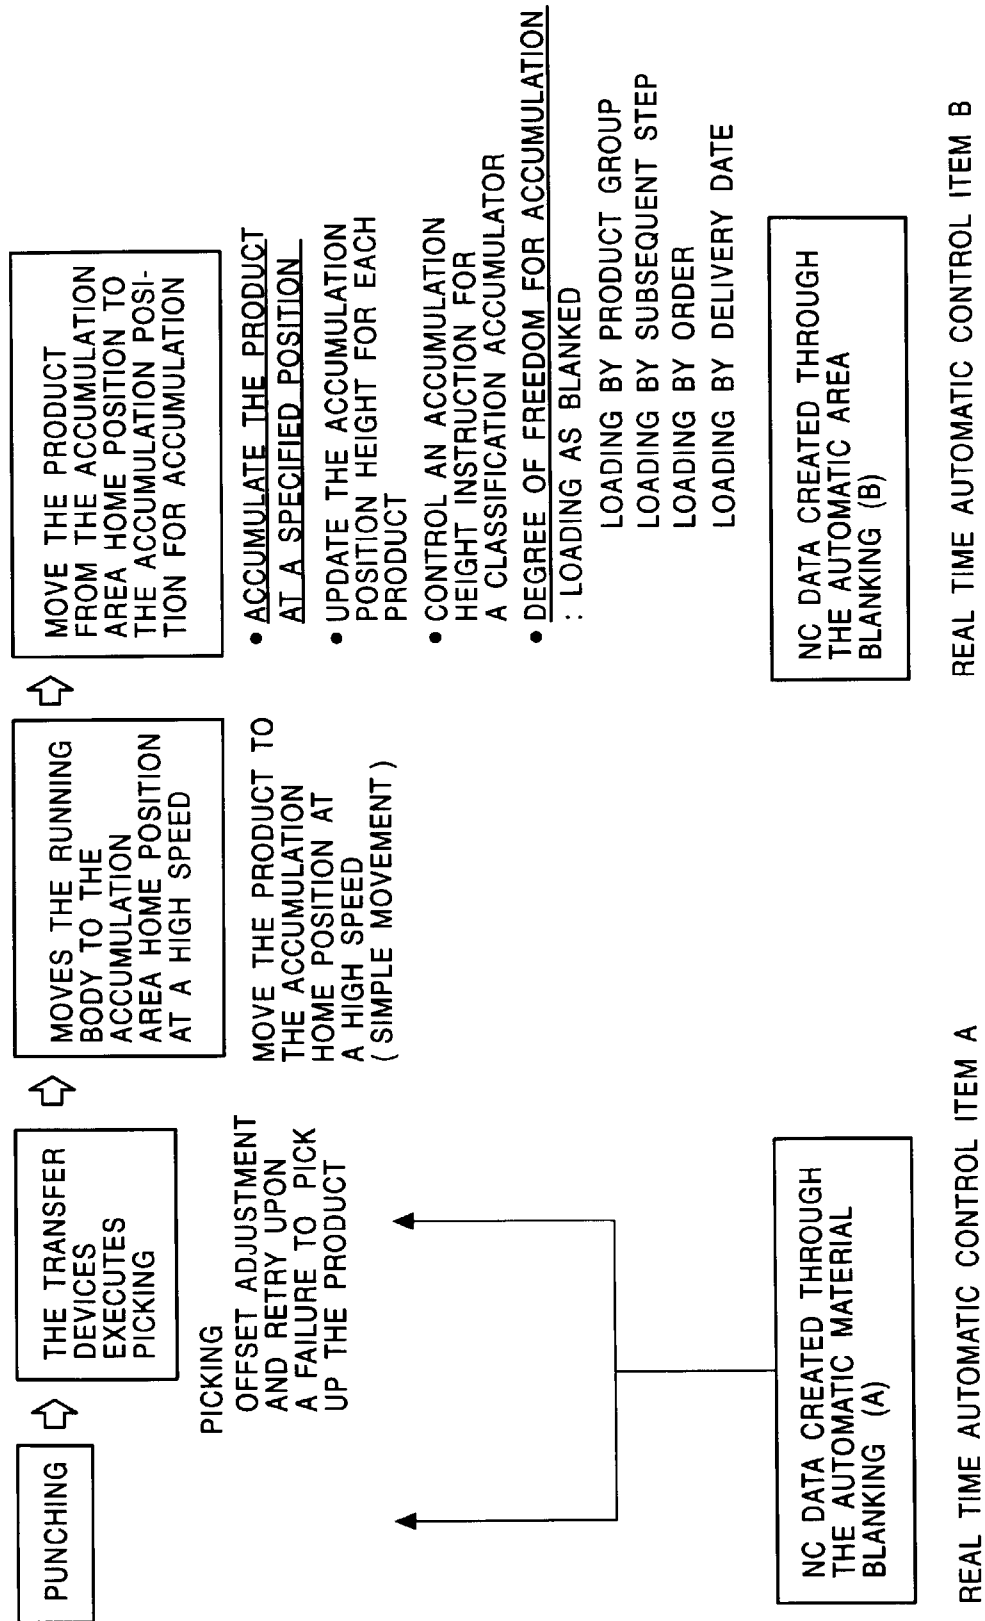 PUNCHING
THE TRANSFER
DEVICES
EXECUTES
PICKING
MOVES THE RUNNING
BODY TO THE
ACCUMULATION
AREA HOME POSITION
AT A HIGH SPEED
MOVE THE PRODUCT
FROM THE ACCUMULATION
AREA HOME POSITION TO
THE ACCUMULATION POSI-
TION FOR ACCUMULATION
PICKING
OFFSET ADJUSTMENT
AND RETRY UPON
A FAILURE TO PICK
UP THE PRODUCT
MOVE THE PRODUCT TO
THE ACCUMULATION
HOME POSITION AT
A HIGH SPEED
(SIMPLE MOVEMENT)
• ACCUMULATE THE PRODUCT
AT A SPECIFIED POSITION
• UPDATE THE ACCUMULATION
POSITION HEIGHT FOR EACH
PRODUCT
• CONTROL AN ACCUMULATION
HEIGHT INSTRUCTION FOR
A CLASSIFICATION ACCUMULATOR
• DEGREE OF FREEDOM FOR ACCUMULATION
: LOADING AS BLANKED
LOADING BY PRODUCT GROUP
LOADING BY SUBSEQUENT STEP
LOADING BY ORDER
LOADING BY DELIVERY DATE
NC DATA CREATED THROUGH
THE AUTOMATIC MATERIAL
BLANKING (A)
NC DATA CREATED THROUGH
THE AUTOMATIC AREA
BLANKING (B)
REAL TIME AUTOMATIC CONTROL ITEM A
REAL TIME AUTOMATIC CONTROL ITEM B